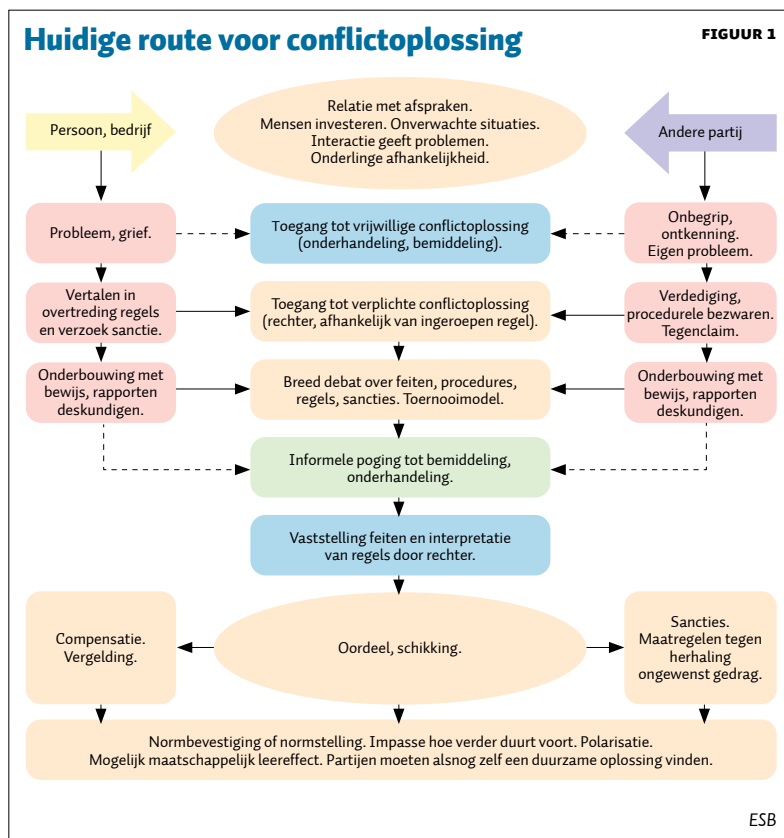 Huidige route voor conflictoplossing
FIGUUR 1
Persoon, bedrijf
Relatie met afspraken.
Mensen investeren. Onverwachte situaties.
Interactie geeft problemen.
Onderlinge afhankelijkheid.
Andere partij
Probleem, grief.
Toegang tot vrijwillige conflictoplossing
(onderhandeling, bemiddeling).
Onbegrip,
ontkenning.
Eigen probleem.
Vertalen in
overtreding regels
en verzoek sanctie.
Toegang tot verplichte conflictoplossing
(rechter, afhankelijk van ingeroepen regel).
Verdediging,
procedurele bezwaren.
Tegenclaim.
Onderbouwing met
bewijs, rapporten
deskundigen.
Breed debat over feiten, procedures,
regels, sancties. Toernooimodel.
Onderbouwing met
bewijs, rapporten
deskundigen.
Informele poging tot bemiddeling,
onderhandeling.
Vaststelling feiten en interpretatie
van regels door rechter.
Compensatie.
Vergelding.
Oordeel, schikking.
Sancties.
Maatregelen tegen
herhaling
ongewenst gedrag.
Normbevestiging of normstelling. Impasse hoe verder duurt voort. Polarisatie.
Mogelijk maatschappelijk leereffect. Partijen moeten alsnog zelf een duurzame oplossing vinden.
ESB